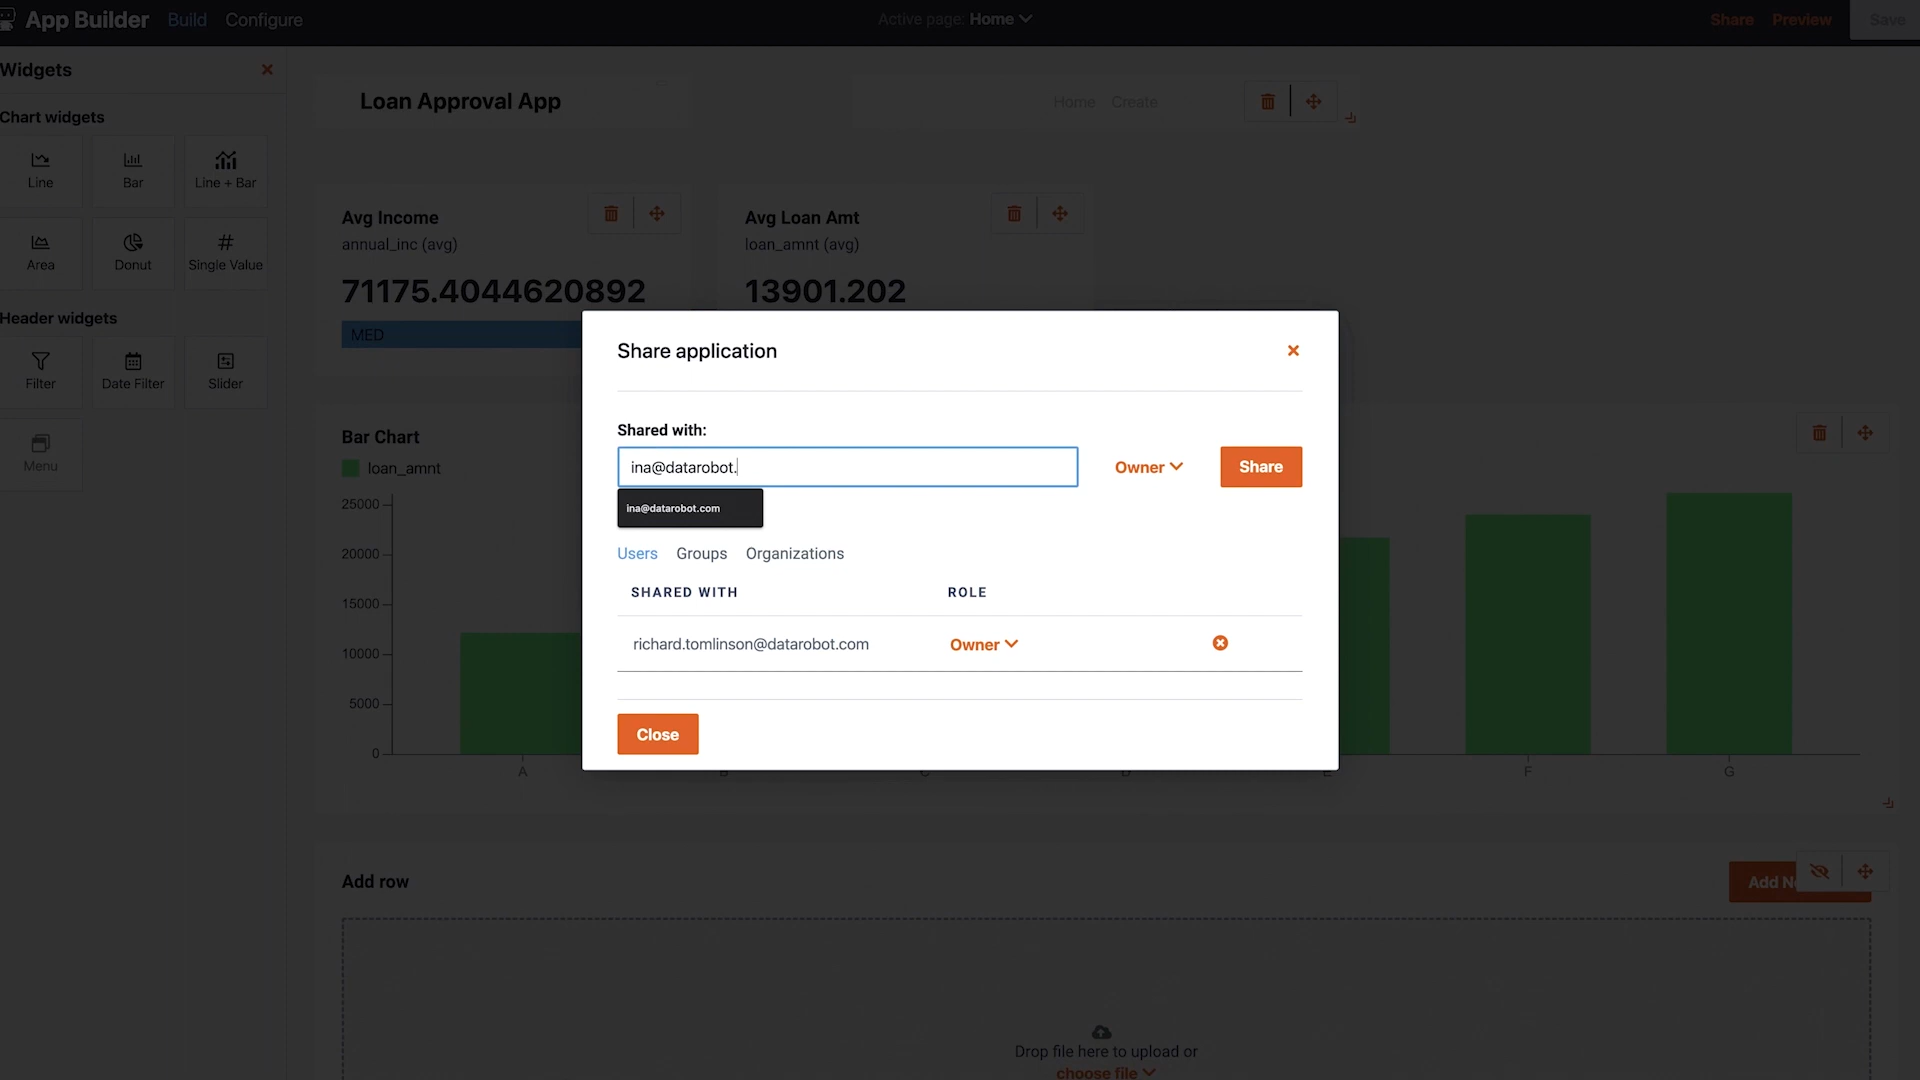 App Builder Build Configure Active page: Home Share Preview Save
Widgets
Chart widgets
Line Bar Line + Bar
Area Donut Single Value
Header widgets
Filter Date Filter Slider
Menu
Loan Approval App Home Create
Avg Income
annual_inc (avg)
71175.4044620892
MED
Avg Loan Amt
loan_amnt (avg)
13901.202
Bar Chart
loan_amnt
25000
20000
15000
10000
5000
0
A B C D E F G
Share application
Shared with:
ina@datarobot. Owner Share
ina@datarobot.com
Users Groups Organizations
SHARED WITH ROLE
richard.tomlinson@datarobot.com Owner
Close
Add row
Add
Drop file here to upload or
choose file